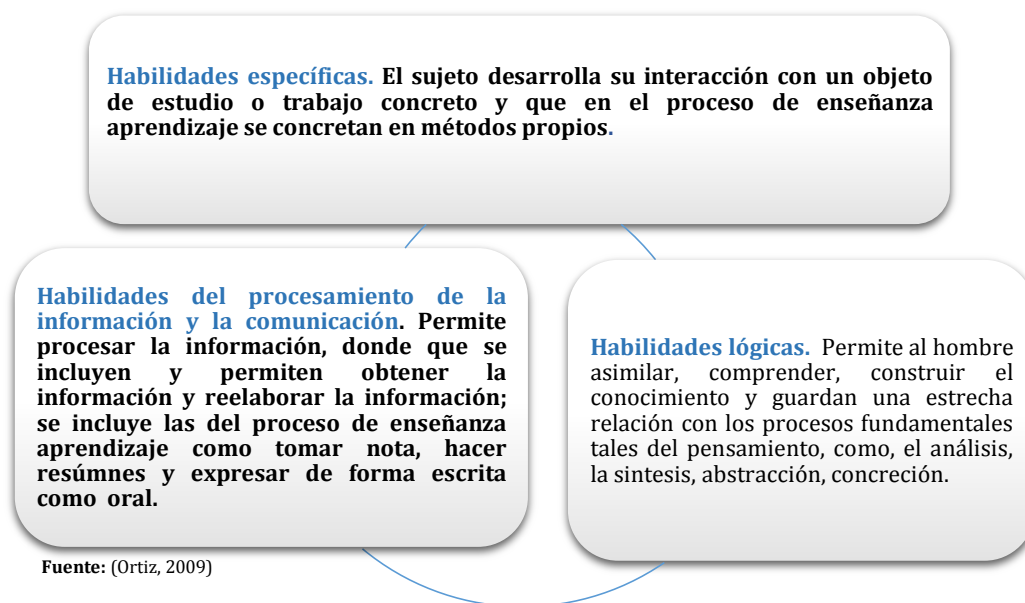 Habilidades específicas. El sujeto desarrolla su interacción con un objeto
de estudio o trabajo concreto y que en el proceso de enseñanza
aprendizaje se concretan en métodos propios.
Habilidades del procesamiento de la
información y la comunicación. Permite
procesar la información, donde que se
incluyen y permiten obtener la
información y reelaborar la información;
se incluye las del proceso de enseñanza
aprendizaje como tomar nota, hacer
resúmnes y expresar de forma escrita
como oral.
Habilidades lógicas. Permite al hombre
asimilar, comprender, construir el
conocimiento y guardan una estrecha
relación con los procesos fundamentales
tales del pensamiento, como, el análisis,
la sintesis, abstracción, concreción.
Fuente: (Ortiz, 2009)